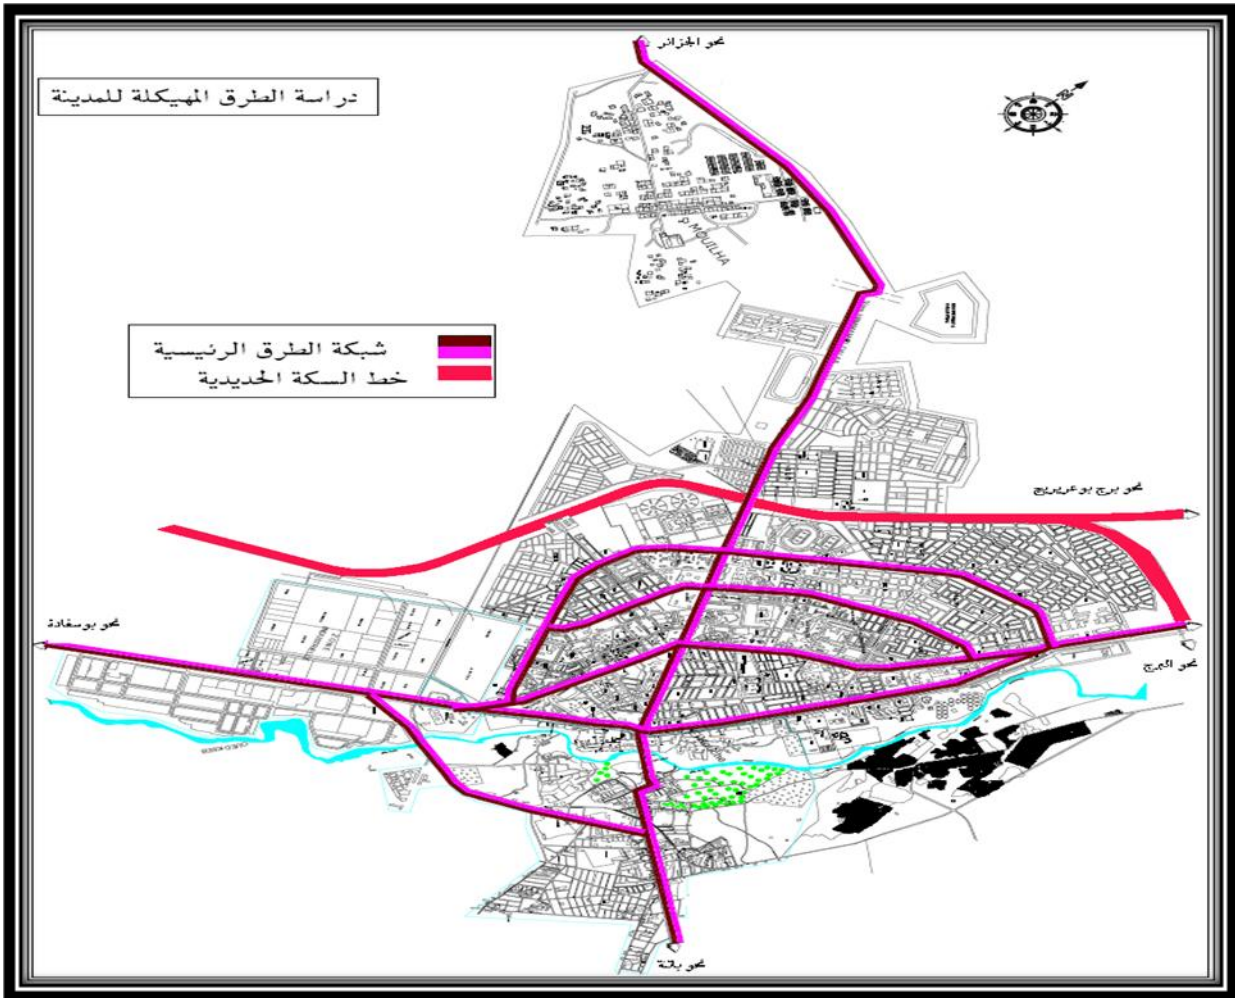 نحو الجزائر
دراسة الطرق المهيكلة للمدينة
MOUILHA
شبكة الطرق الرئيسية
خط السكة الحديدية
نحو برج بوعريريج
نحو بوسعادة
نحو البرج
نحو باتنة